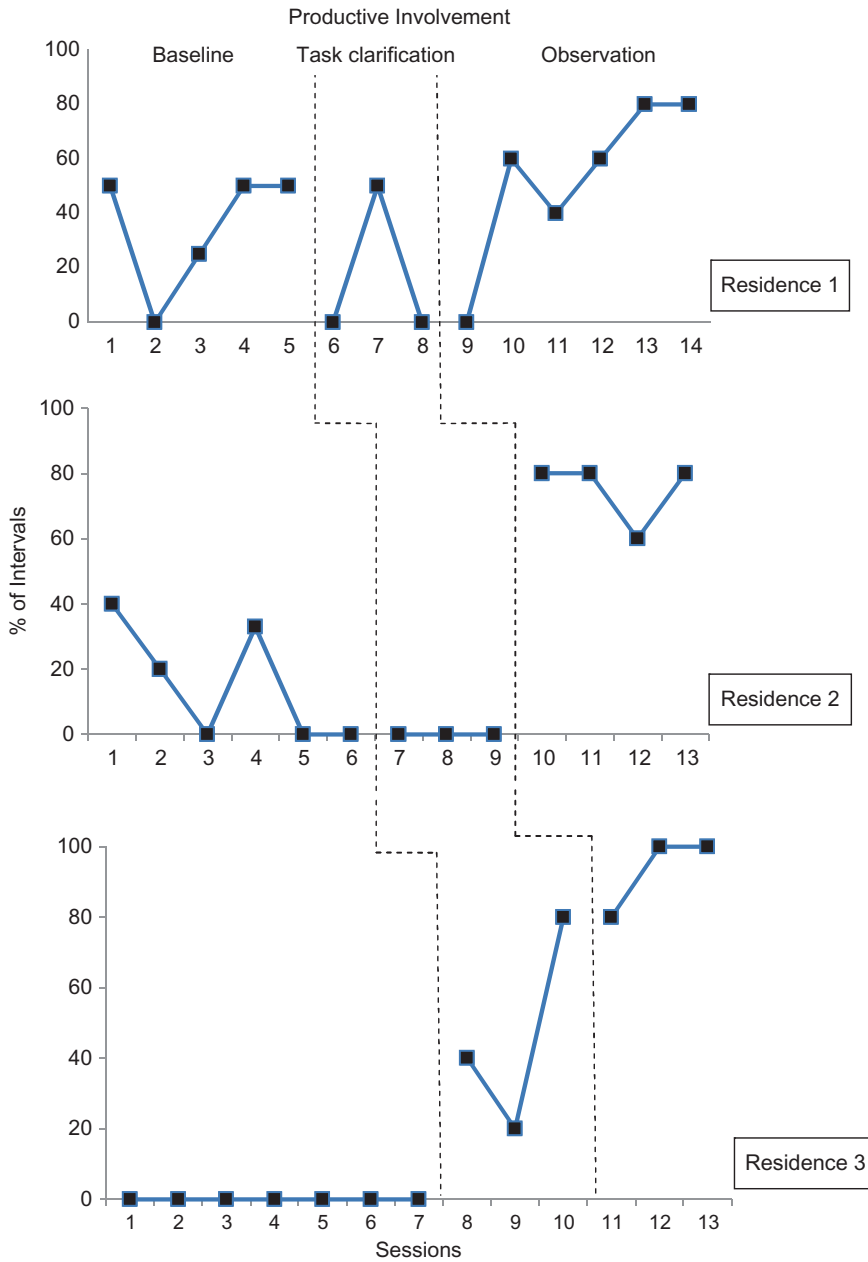 Productive Involvement
Baseline Task clarification Observation
100
80
60
40
20
0
1 2 3 4 5 6 7 8 9 10 11 12 13 14
Residence 1
% of Intervals
100
80
60
40
20
0
1 2 3 4 5 6 7 8 9 10 11 12 13
Residence 2
100
80
60
40
20
0
1 2 3 4 5 6 7 8 9 10 11 12 13
Residence 3
Sessions